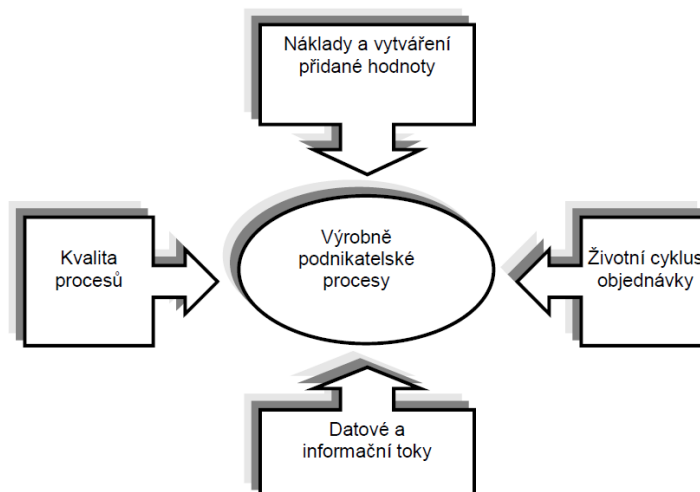 Náklady a vytváření
přidané hodnoty
Kvalita
procesů
Výrobně
podnikatelské
procesy
Životní cyklus
objednávky
Datové a
informační toky